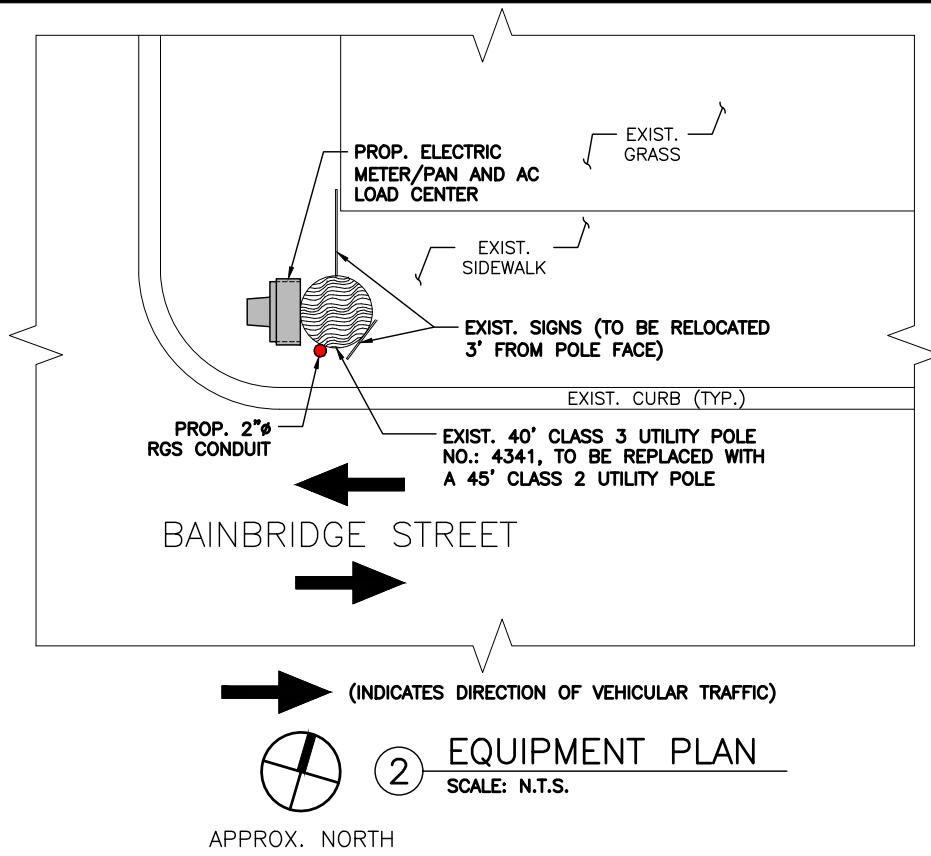 EXIST.
GRASS
PROP. ELECTRIC
METER/PAN AND AC
LOAD CENTER
EXIST.
SIDEWALK
EXIST. SIGNS (TO BE RELOCATED
3' FROM POLE FACE)
EXIST. CURB (TYP.)
PROP. 2"Ø
RGS CONDUIT
EXIST. 40' CLASS 3 UTILITY POLE
NO.: 4341, TO BE REPLACED WITH
A 45' CLASS 2 UTILITY POLE
BAINBRIDGE STREET
(INDICATES DIRECTION OF VEHICULAR TRAFFIC)
2
EQUIPMENT PLAN
SCALE: N.T.S.
APPROX. NORTH